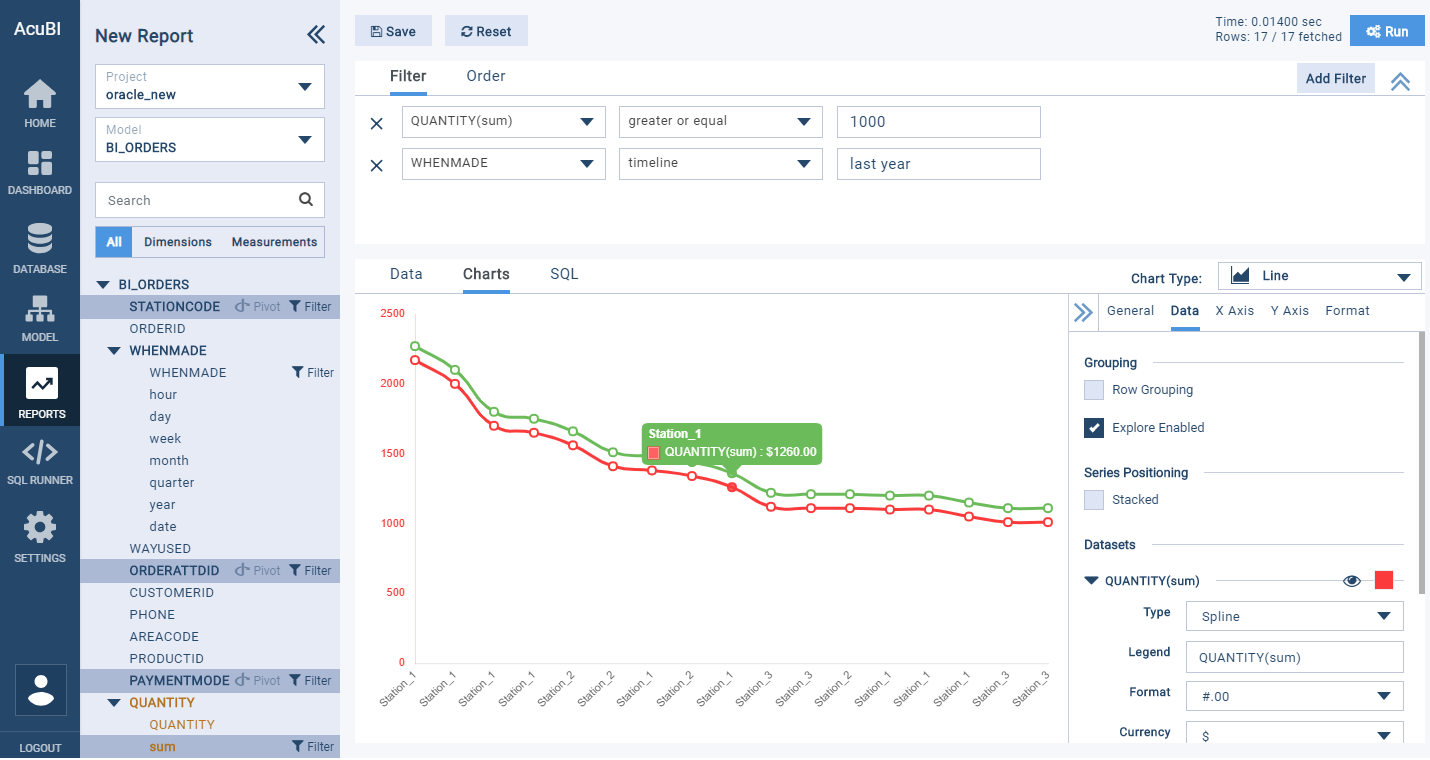 AcuBI
HOME
DASHBOARD
DATABASE
MODEL
REPORTS
SQL RUNNER
SETTINGS
LOGOUT
New Report
Project
oracle_new
Model
BI_ORDERS
Search
All Dimensions Measurements
BI_ORDERS
STATIONCODE Pivot Filter
ORDERID
WHENMADE
WHENMADE Filter
hour
day
week
month
quarter
year
date
WAYUSED
ORDERATTDID Pivot Filter
CUSTOMERID
PHONE
AREACODE
PRODUCTID
PAYMENTMODE Pivot Filter
QUANTITY
QUANTITY
sum Filter
Save Reset
Time: 0.01400 sec
Rows: 17 / 17 fetched
Run
Filter Order
Add Filter
QUANTITY(sum) greater or equal 1000
WHENMADE timeline last year
Data Charts SQL
Chart Type: Line
2500
2000
1500
1000
500
0
Station_1
QUANTITY(sum) : $1260.00
Station_1 Station_1 Station_1 Station_1 Station_2 Station_2 Station_1 Station_2 Station_1 Station_3 Station_2 Station_2 Station_1 Station_1 Station_1 Station_3 Station_3
General Data X Axis Y Axis Format
Grouping
Row Grouping
Explore Enabled
Series Positioning
Stacked
Datasets
QUANTITY(sum)
Type Spline
Legend QUANTITY(sum)
Format #.00
Currency $